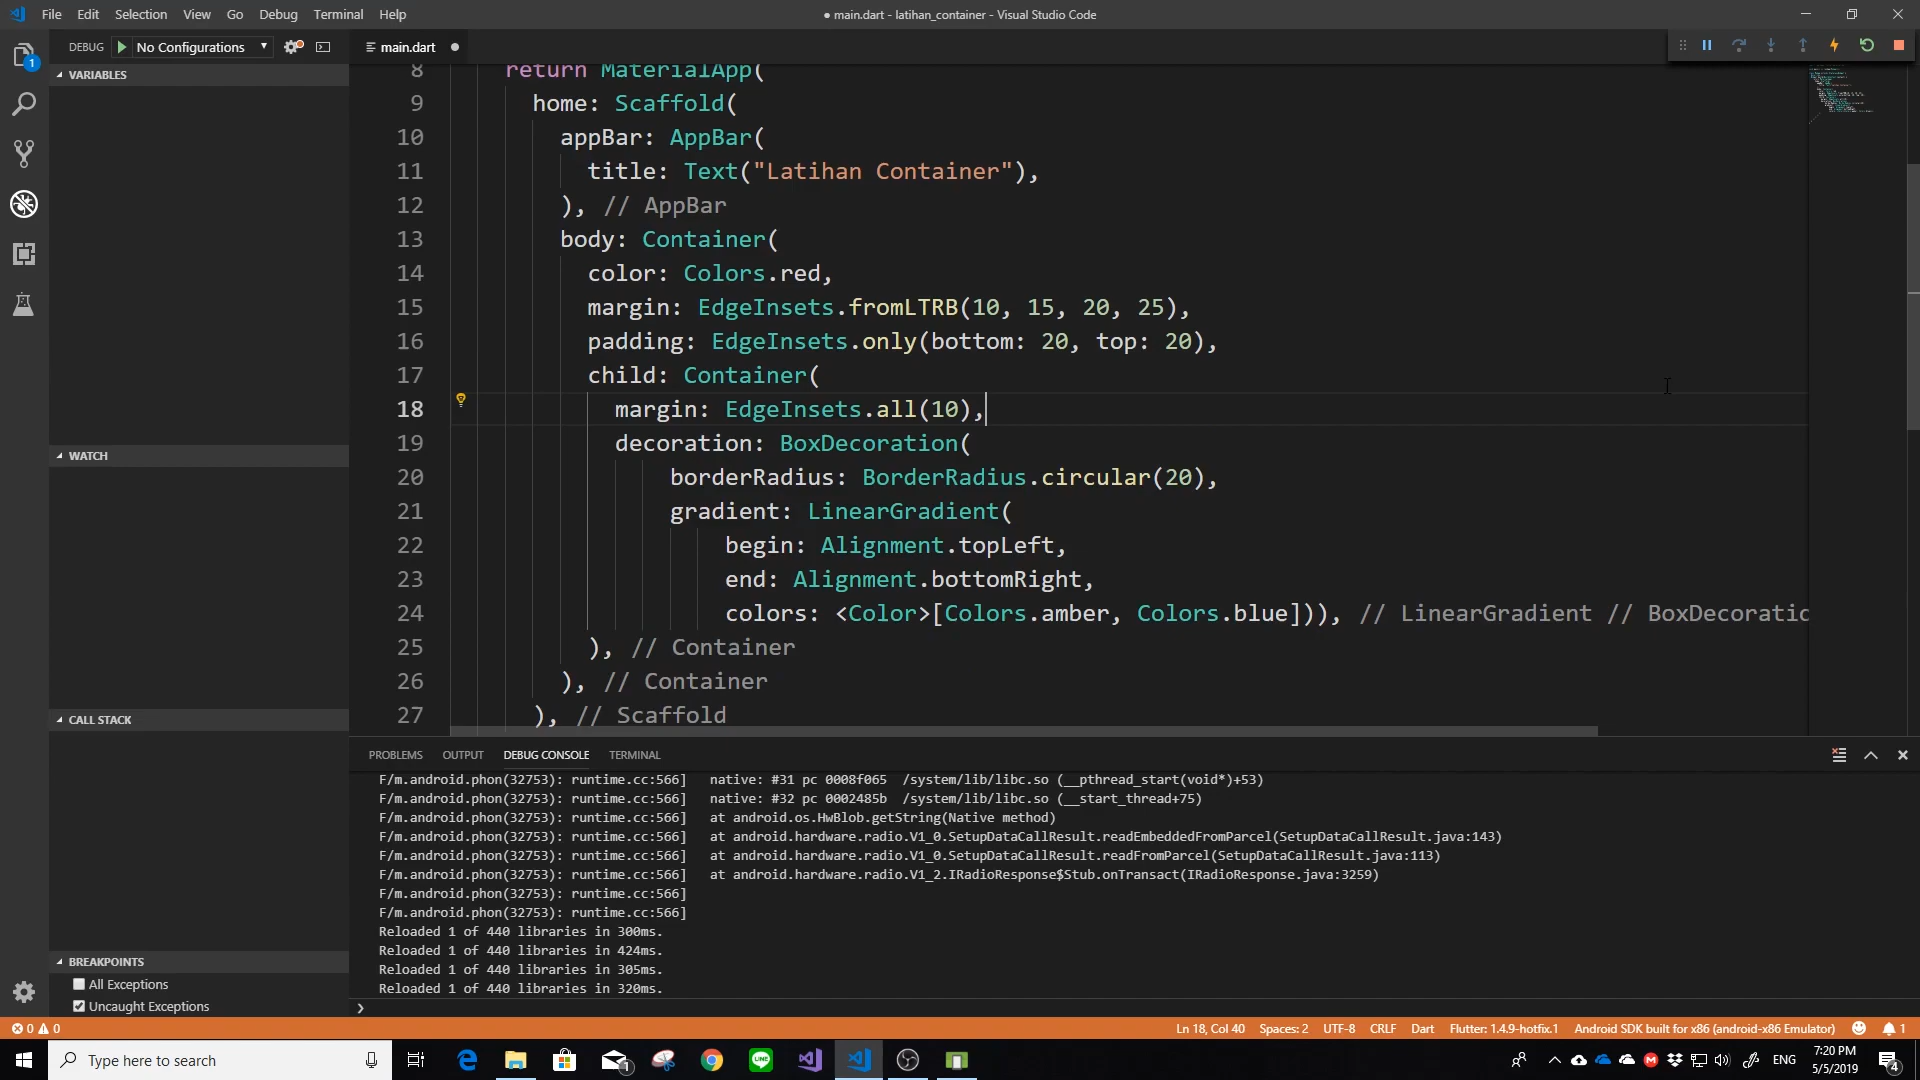 File Edit Selection View Go Debug Terminal Help
● main.dart - latihan_container - Visual Studio Code
DEBUG No Configurations
main.dart
1
VARIABLES
WATCH
CALL STACK
BREAKPOINTS
All Exceptions
Uncaught Exceptions
8 return MaterialApp(
9 home: Scaffold(
10 appBar: AppBar(
11 title: Text("Latihan Container"),
12 ), // AppBar
13 body: Container(
14 color: Colors.red,
15 margin: EdgeInsets.fromLTRB(10, 15, 20, 25),
16 padding: EdgeInsets.only(bottom: 20, top: 20),
17 child: Container(
18 margin: EdgeInsets.all(10),
19 decoration: BoxDecoration(
20 borderRadius: BorderRadius.circular(20),
21 gradient: LinearGradient(
22 begin: Alignment.topLeft,
23 end: Alignment.bottomRight,
24 colors: <Color>[Colors.amber, Colors.blue])), // LinearGradient // BoxDecoratio
25 ), // Container
26 ), // Container
27 ), // Scaffold
PROBLEMS OUTPUT DEBUG CONSOLE TERMINAL
F/m.android.phon(32753): runtime.cc:566] native: #31 pc 0008f065 /system/lib/libc.so (__pthread_start(void*)+53)
F/m.android.phon(32753): runtime.cc:566] native: #32 pc 0002485b /system/lib/libc.so (__start_thread+75)
F/m.android.phon(32753): runtime.cc:566] at android.os.HwBlob.getString(Native method)
F/m.android.phon(32753): runtime.cc:566] at android.hardware.radio.V1_0.SetupDataCallResult.readEmbeddedFromParcel(SetupDataCallResult.java:143)
F/m.android.phon(32753): runtime.cc:566] at android.hardware.radio.V1_0.SetupDataCallResult.readFromParcel(SetupDataCallResult.java:113)
F/m.android.phon(32753): runtime.cc:566] at android.hardware.radio.V1_2.IRadioResponse$Stub.onTransact(IRadioResponse.java:3259)
F/m.android.phon(32753): runtime.cc:566]
F/m.android.phon(32753): runtime.cc:566]
Reloaded 1 of 440 libraries in 300ms.
Reloaded 1 of 440 libraries in 424ms.
Reloaded 1 of 440 libraries in 305ms.
Reloaded 1 of 440 libraries in 320ms.
0 0
Ln 18, Col 40 Spaces: 2 UTF-8 CRLF Dart Flutter: 1.4.9-hotfix.1 Android SDK built for x86 (android-x86 Emulator) 1
Type here to search
1
LINE
ENG
7:20 PM
5/5/2019
4